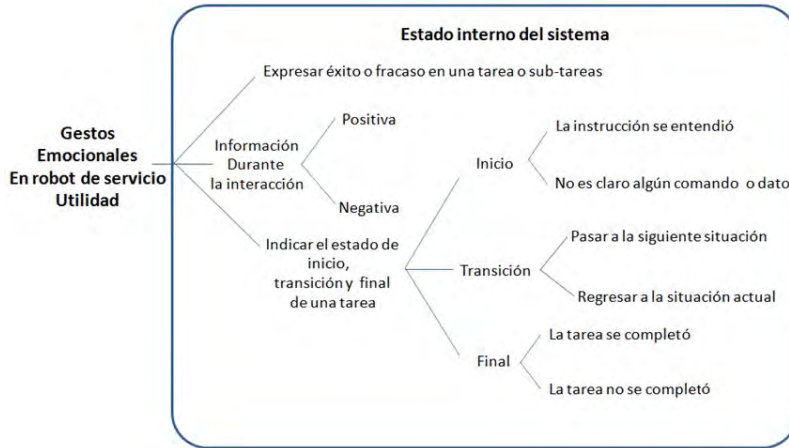 Estado interno del sistema
Expresar éxito o fracaso en una tarea o sub-tareas
Gestos
Emocionales
En robot de servicio
Utilidad
Información
Durante
la interacción
Positiva
Negativa
Indicar el estado de
inicio,
transición y final
de una tarea
Inicio
La instrucción se entendió
No es claro algún comando o dato
Transición
Pasar a la siguiente situación
Regresar a la situación actual
Final
La tarea se completó
La tarea no se completó